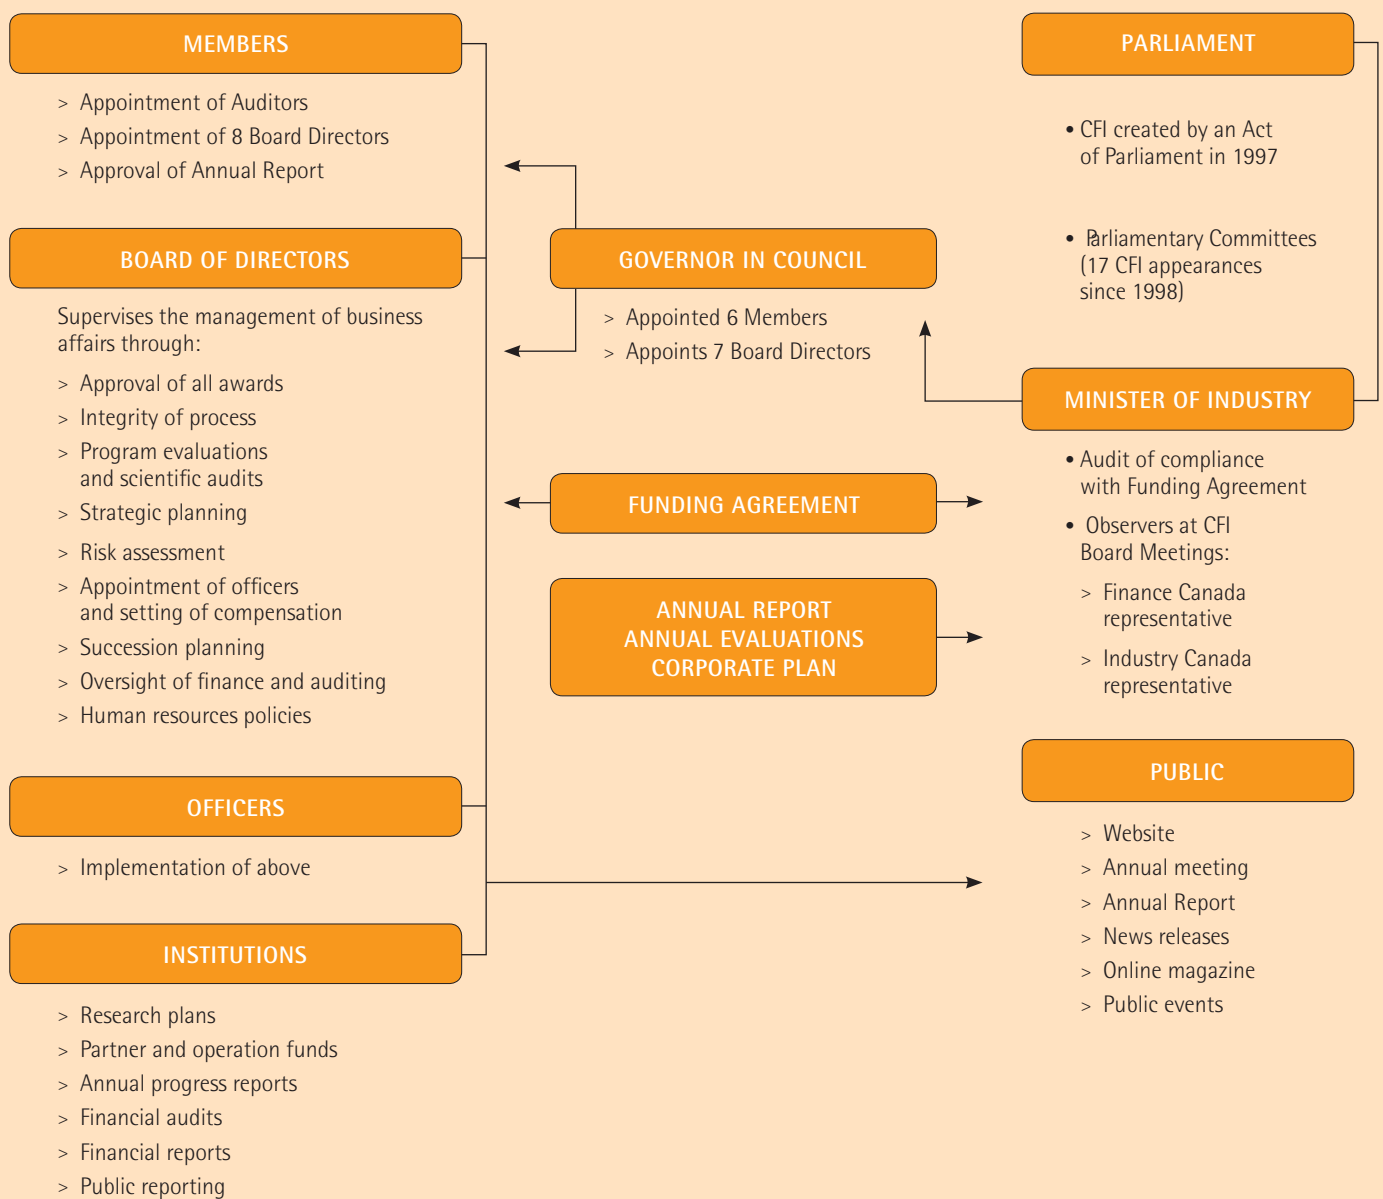 MEMBERS
> Appointment of Auditors
> Appointment of 8 Board Directors
> Approval of Annual Report
BOARD OF DIRECTORS
Supervises the management of business
affairs through:
> Approval of all awards
> Integrity of process
> Program evaluations
and scientific audits
> Strategic planning
> Risk assessment
> Appointment of officers
and setting of compensation
> Succession planning
> Oversight of finance and auditing
> Human resources policies
OFFICERS
> Implementation of above
INSTITUTIONS
> Research plans
> Partner and operation funds
> Annual progress reports
> Financial audits
> Financial reports
> Public reporting
GOVERNOR IN COUNCIL
> Appointed 6 Members
> Appoints 7 Board Directors
FUNDING AGREEMENT
ANNUAL REPORT
ANNUAL EVALUATIONS
CORPORATE PLAN
PARLIAMENT
• CFI created by an Act
of Parliament in 1997
• Parliamentary Committees
(17 CFI appearances
since 1998)
MINISTER OF INDUSTRY
• Audit of compliance
with Funding Agreement
• Observers at CFI
Board Meetings:
> Finance Canada
representative
> Industry Canada
representative
PUBLIC
> Website
> Annual meeting
> Annual Report
> News releases
> Online magazine
> Public events